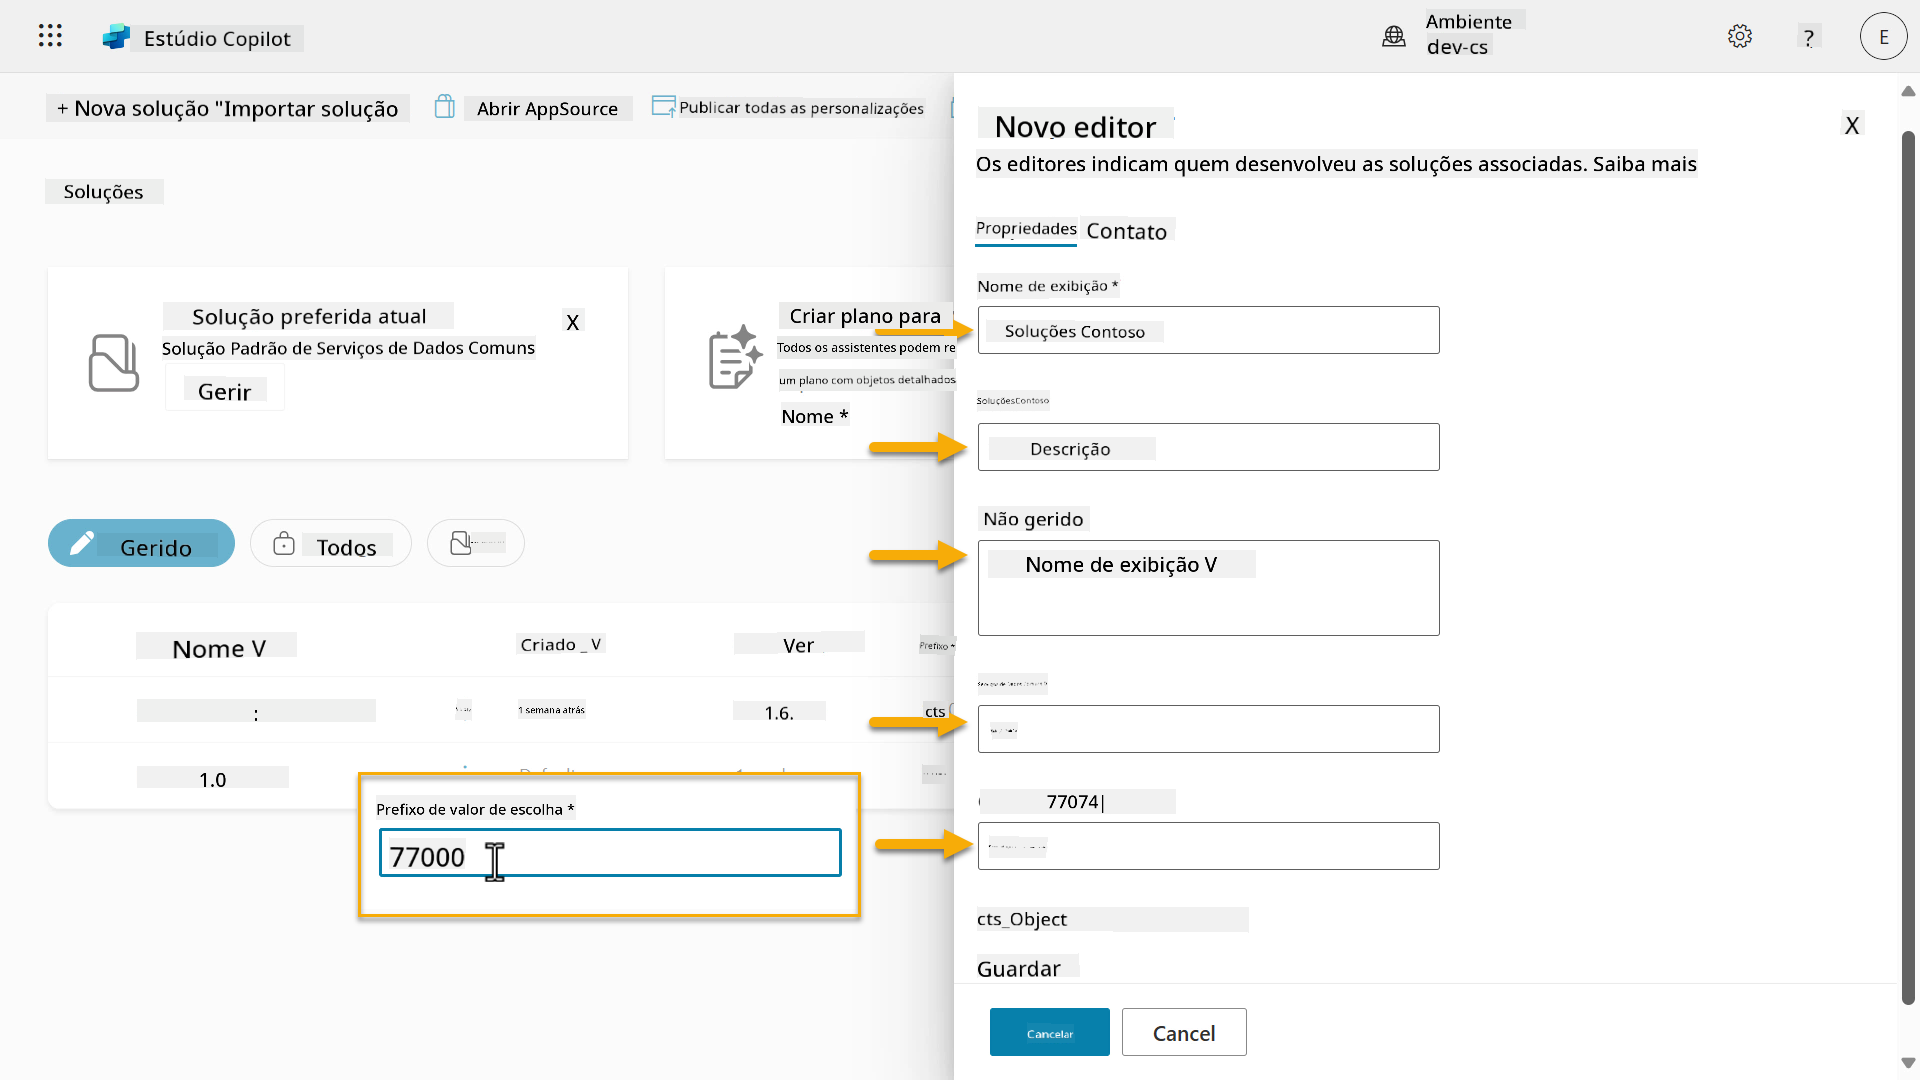 Estúdio Copilot
Ambiente
dev-cs
?
E
+ Nova solução "Importar solução
Abrir AppSource
Publicar todas as personalizações
Soluções
Solução preferida atual
X
Solução Padrão de Serviços de Dados Comuns
Gerir
Criar plano para
Todos os assistentes podem re
um plano com objetos detalhados
Nome *
Gerido
Todos
Nome V
Criado _ V
Ver
Prefixo *
:
1 semana atrás
1.6.
cts
1.0
Prefixo de valor de escolha *
77000
Novo editor
X
Os editores indicam quem desenvolveu as soluções associadas. Saiba mais
Propriedades
Contato
Nome de exibição *
Soluções Contoso
SoluçõesContoso
Descrição
Não gerido
Nome de exibição V
77074|
cts_Object
Guardar
Cancelar
Cancel